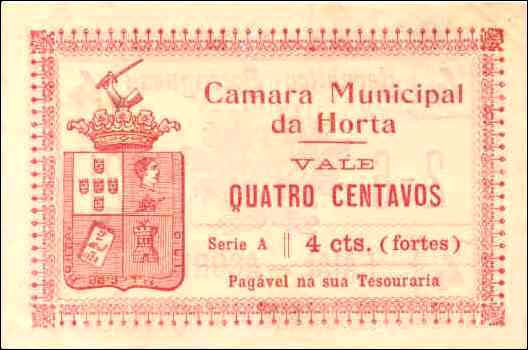 Camara Municipal
da Horta
VALE
QUATRO CENTAVOS
Serie A || 4 cts. (fortes)
Pagável na sua Tesouraria